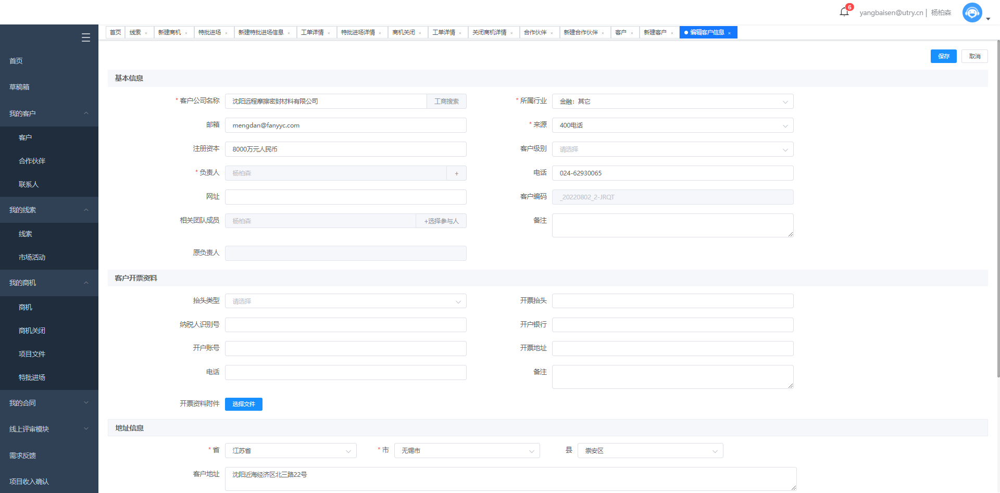 6
yangbaisen@utry.cn | 杨柏森
首页 线索 × 新建商机 × 特批进场 × 新建特批进场信息 × 工单详情 × 特批进场详情 × 商机关闭 × 工单详情 × 关闭商机详情 × 合作伙伴 × 新建合作伙伴 × 客户 × 新建客户 × 编辑客户信息 ×
首页
草稿箱
我的客户
客户
合作伙伴
联系人
我的线索
线索
市场活动
我的商机
商机
商机关闭
项目文件
特批进场
我的合同
线上评审模块
需求反馈
项目收入确认
保存 取消
基本信息
* 客户公司名称 沈阳远程摩擦密封材料有限公司 工商搜索 * 所属行业 金融：其它
邮箱 mengdan@fanyyc.com * 来源 400电话
注册资本 8000万元人民币 客户级别 请选择
* 负责人 杨柏森 + 电话 024-62930065
网址 客户编码 _20220802_2-JRQT
相关团队成员 杨柏森 +选择参与人 备注
原负责人
客户开票资料
抬头类型 请选择 开票抬头
纳税人识别号 开户银行
开户账号 开票地址
电话 备注
开票资料附件 选择文件
地址信息
* 省 江苏省 * 市 无锡市 县 崇安区
客户地址 沈阳近海经济区北三路22号